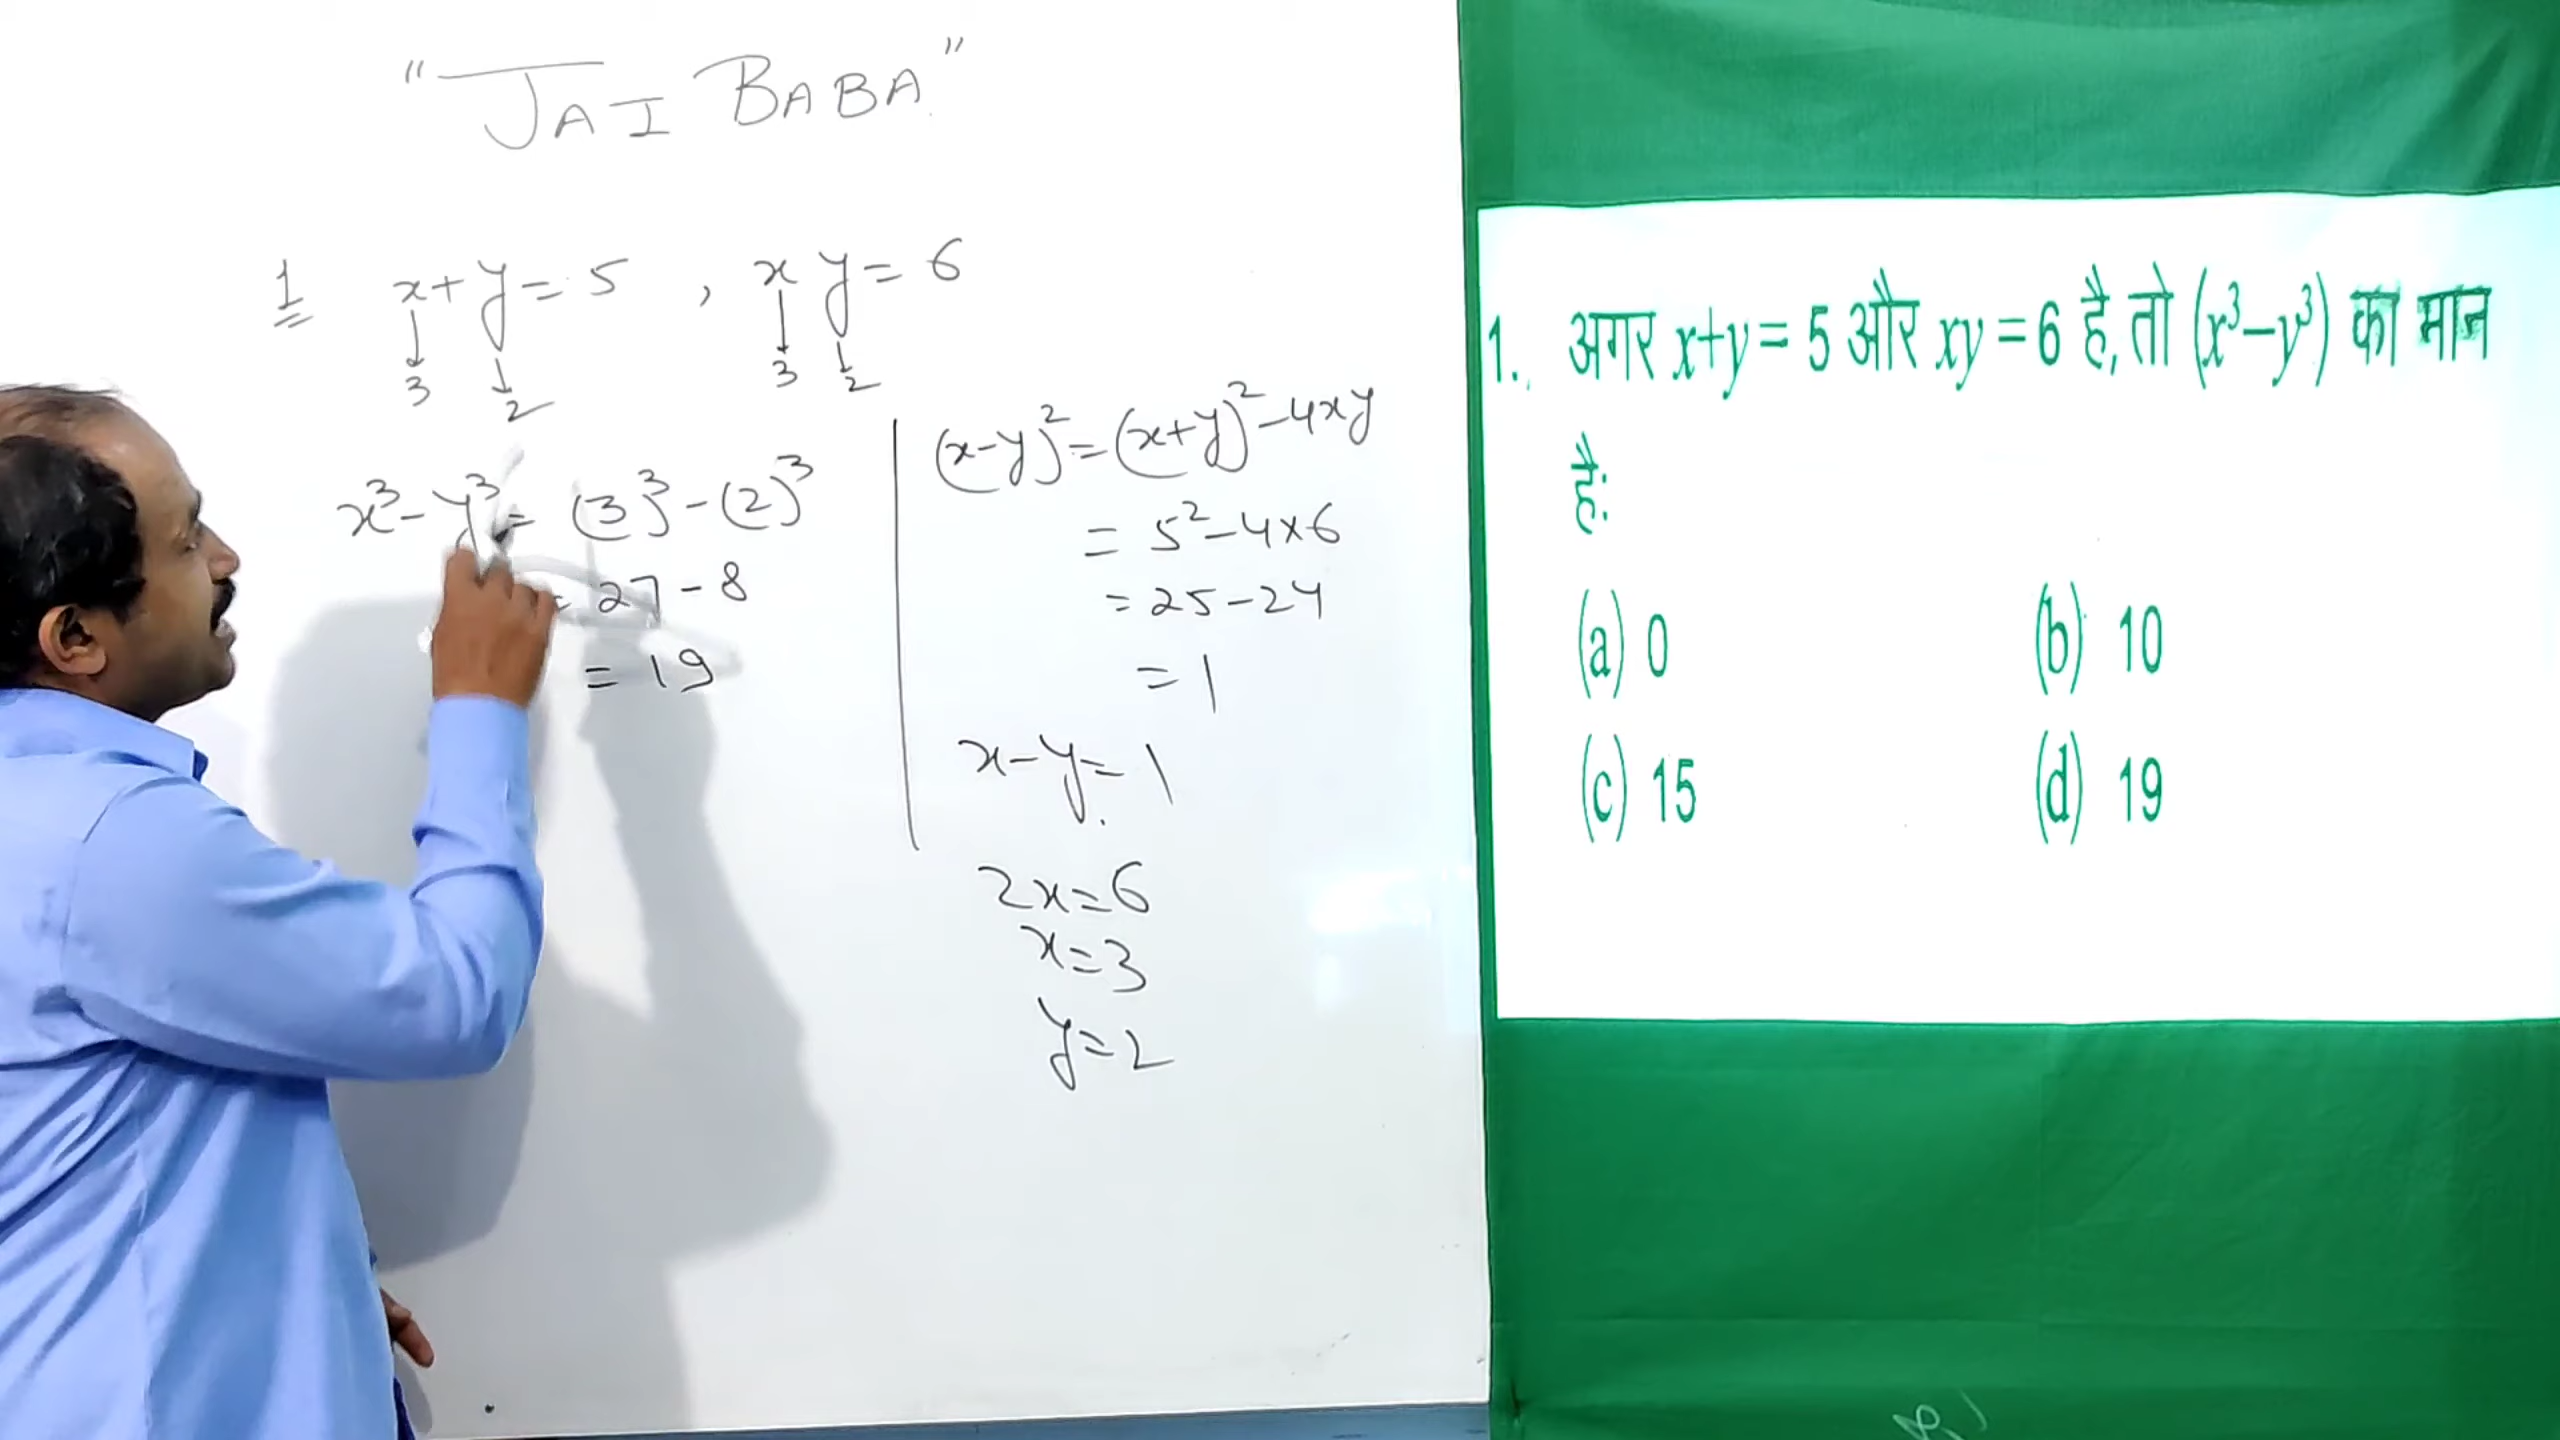 "JAI BABA"
1 x+y=5 , xy=6
3 2 3 2
x³-y³= (3)³-(2)³
= 27-8
= 19
(x-y)²=(x+y)²-4xy
= 5²-4×6
= 25-24
= 1
x-y=1
2x=6
x=3
y=2
1. अगर x+y= 5 और xy =6 है, तो (x³-y³) का मान
है:
(a) 0 (b) 10
(c) 15 (d) 19